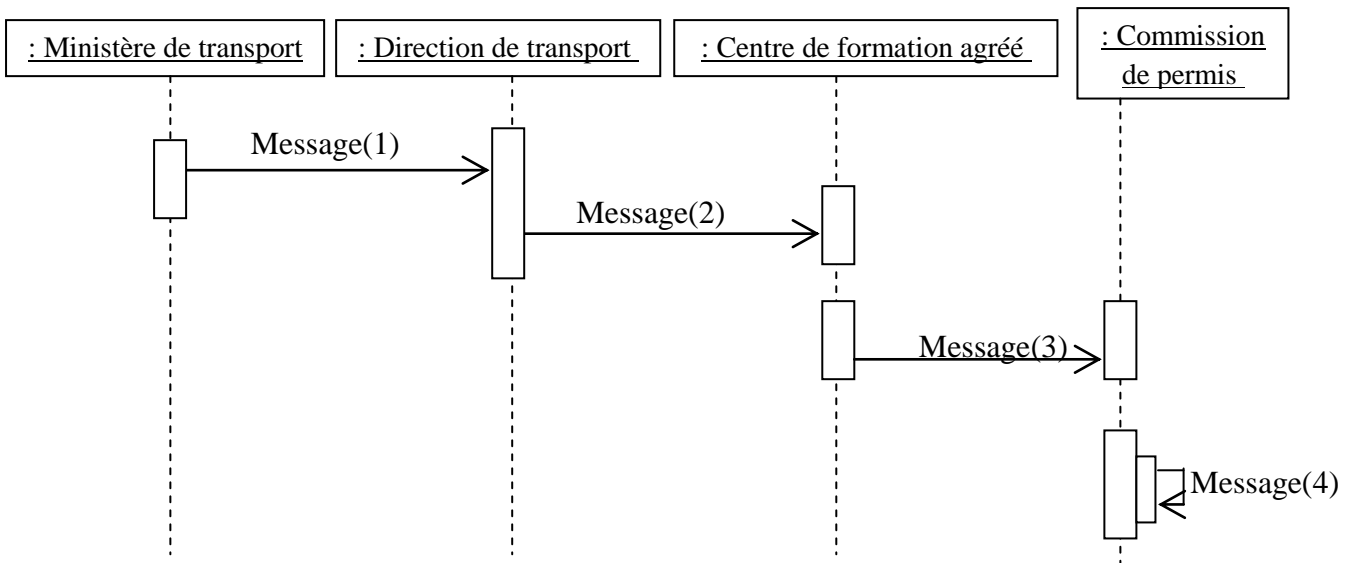 : Ministère de transport
: Direction de transport
: Centre de formation agréé
: Commission
de permis
Message(1)
Message(2)
Message(3)
Message(4)